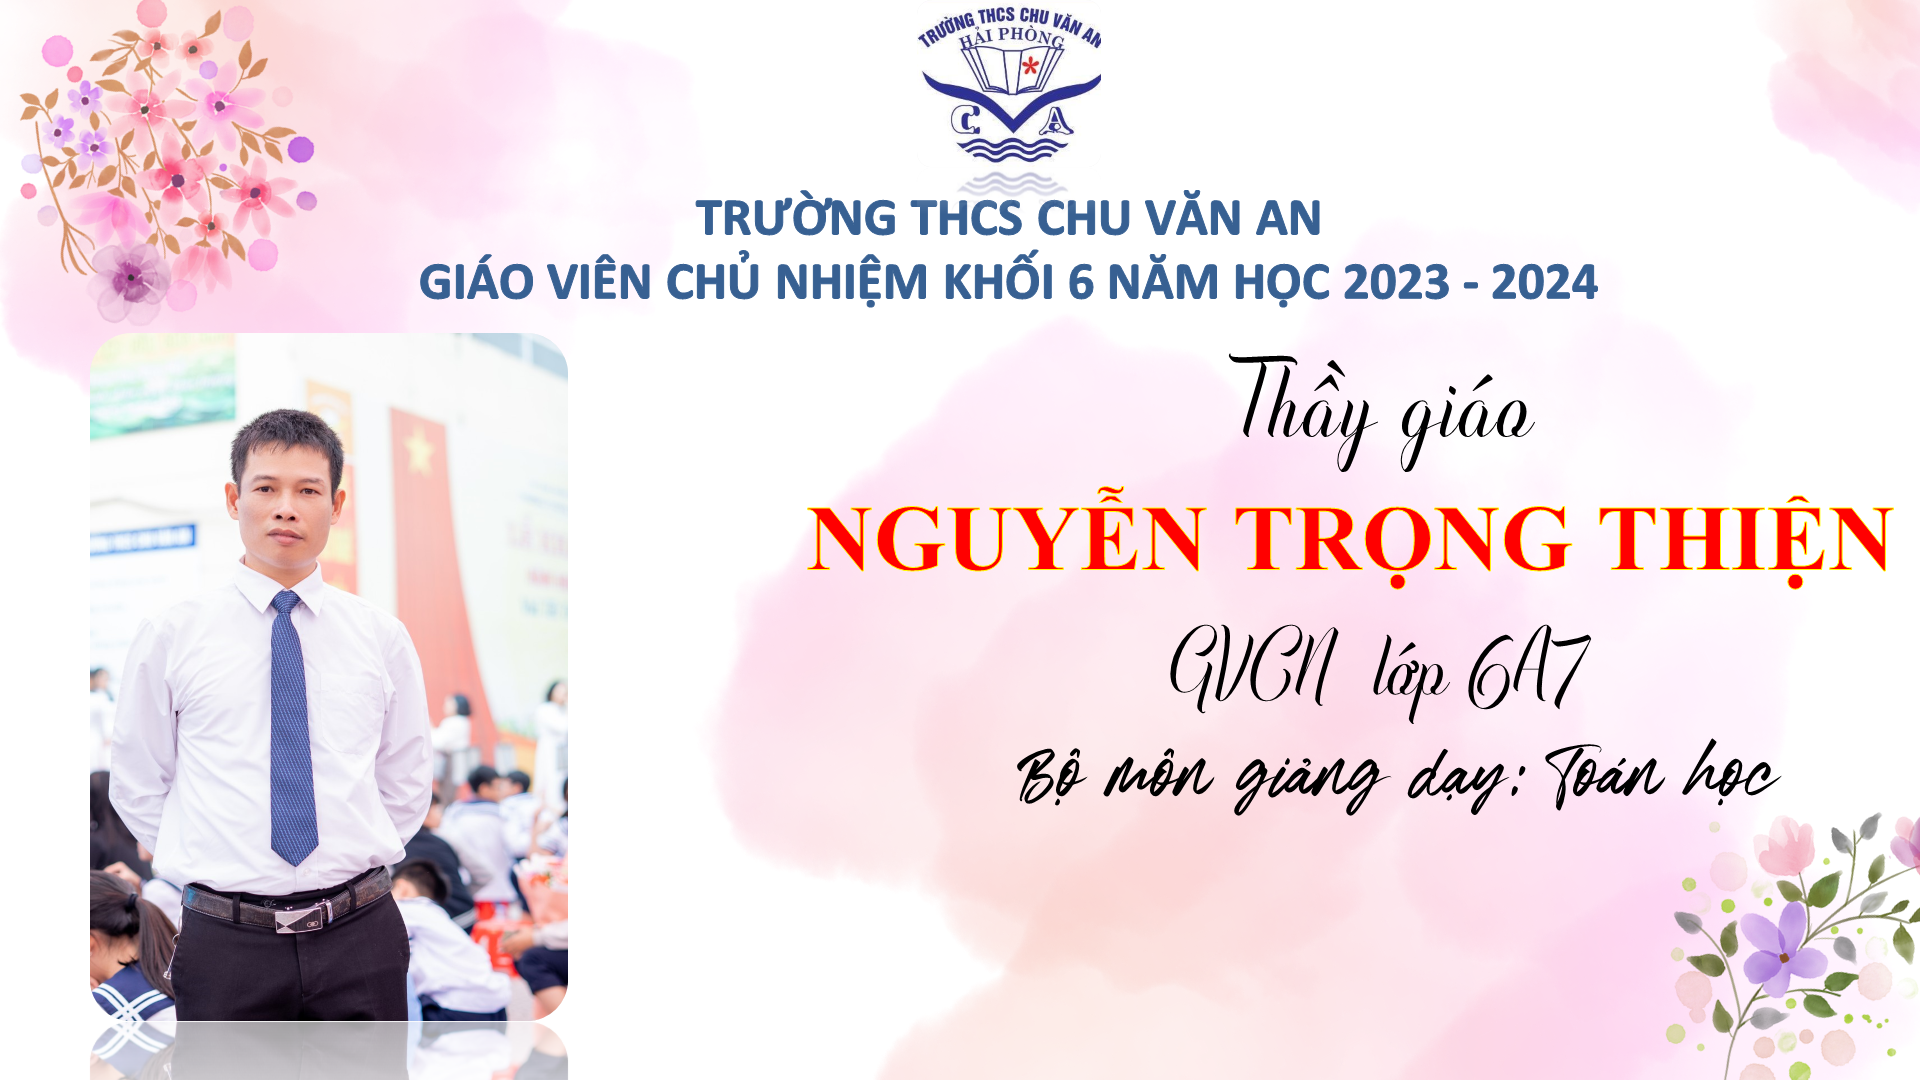 TRƯỜNG THCS CHU VĂN AN
HẢI PHÒNG
C A
TRƯỜNG THCS CHU VĂN AN
GIÁO VIÊN CHỦ NHIỆM KHỐI 6 NĂM HỌC 2023 - 2024
Thầy giáo
NGUYỄN TRỌNG THIỆN
GVCN lớp 6A7
Bộ môn giảng dạy: Toán học